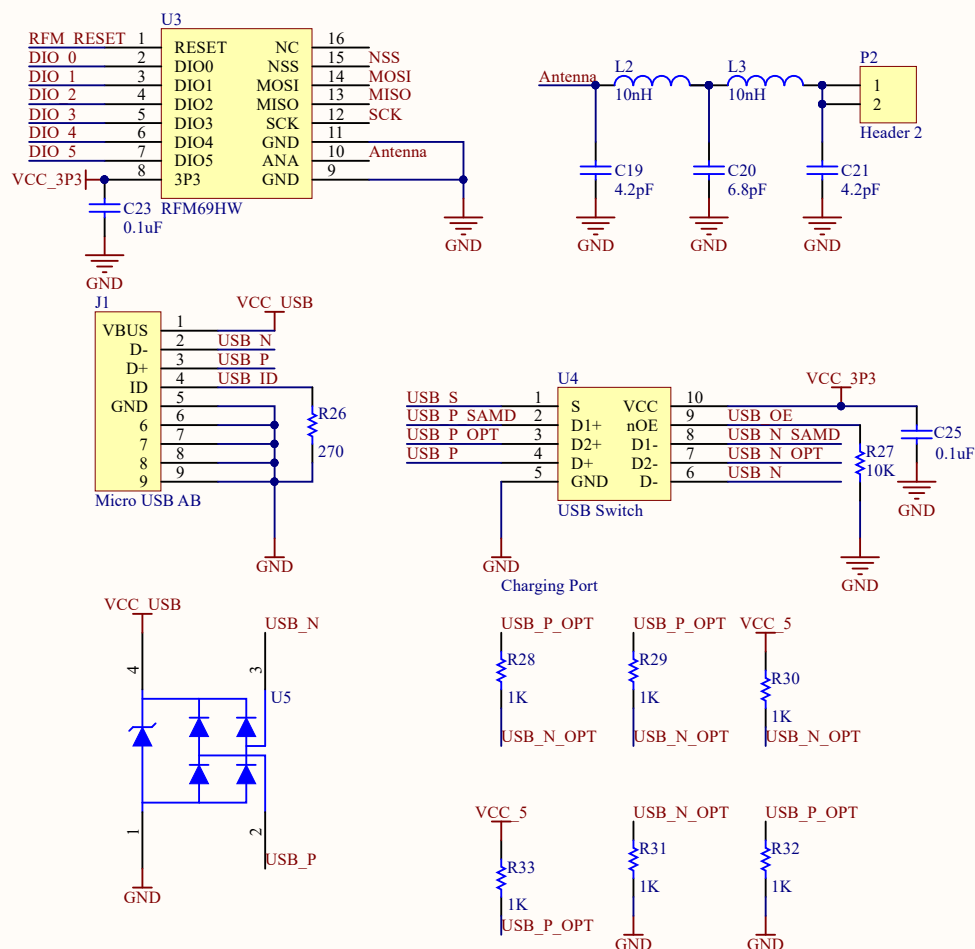 U3
RFM_RESET 1 RESET NC 16
DIO_0 2 DIO0 NSS 15 NSS
DIO_1 3 DIO1 MOSI 14 MOSI
DIO_2 4 DIO2 MISO 13 MISO
DIO_3 5 DIO3 SCK 12 SCK
DIO_4 6 DIO4 GND 11
DIO_5 7 DIO5 ANA 10 Antenna
VCC_3P3 8 3P3 GND 9
RFM69HW
C23
0.1uF
GND
GND
Antenna L2 L3 P2
10nH 10nH
1
2
Header 2
C19 C20 C21
4.2pF 6.8pF 4.2pF
GND GND GND
J1
VCC_USB
VBUS 1
D- 2 USB_N
D+ 3 USB_P
ID 4 USB_ID
GND 5
6 6
7 7
8 8
9 9
Micro USB AB
R26
270
GND
U4
VCC_3P3
USB_S 1 S VCC 10
USB_P_SAMD 2 D1+ nOE 9 USB_OE
USB_P_OPT 3 D2+ D1- 8 USB_N_SAMD
USB_P 4 D+ D2- 7 USB_N_OPT
5 GND D- 6 USB_N
USB Switch
R27
10K
C25
0.1uF
GND
GND
GND
Charging Port
VCC_USB
USB_N
4
3
U5
1
2
USB_P
GND
USB_P_OPT USB_P_OPT VCC_5
R28 R29 R30
1K 1K 1K
USB_N_OPT USB_N_OPT USB_N_OPT
VCC_5 USB_N_OPT USB_P_OPT
R33 R31 R32
1K 1K 1K
USB_P_OPT GND GND